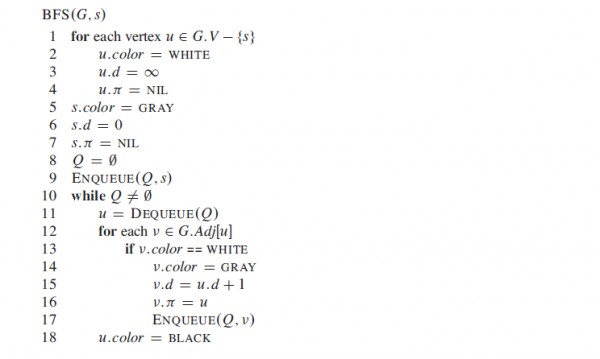 BFS(G, s)
1 for each vertex u ∈ G.V − {s}
2 u.color = WHITE
3 u.d = ∞
4 u.π = NIL
5 s.color = GRAY
6 s.d = 0
7 s.π = NIL
8 Q = ∅
9 ENQUEUE(Q, s)
10 while Q ≠ ∅
11 u = DEQUEUE(Q)
12 for each v ∈ G.Adj[u]
13 if v.color == WHITE
14 v.color = GRAY
15 v.d = u.d + 1
16 v.π = u
17 ENQUEUE(Q, v)
18 u.color = BLACK